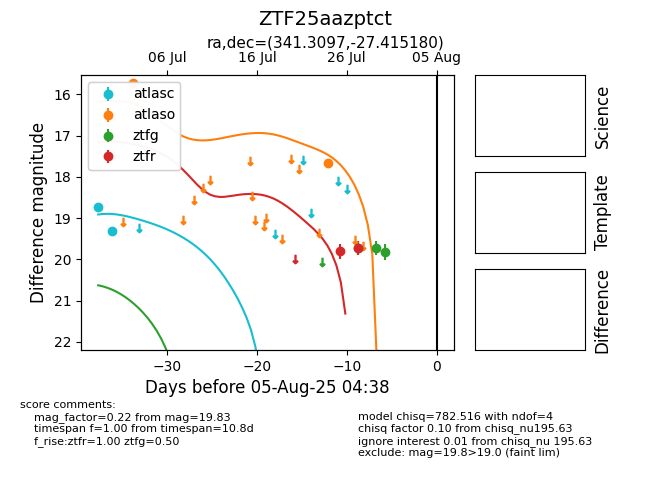 ZTF25aazptct
ra,dec=(341.3097,-27.415180)
06 Jul 16 Jul 26 Jul 05 Aug
atlasc
atlaso
ztfg
ztfr
16
17
18
19
20
21
22
Difference magnitude
−30 −20 −10 0
Days before 05-Aug-25 04:38
Science
Template
Difference
score comments:
mag_factor=0.22 from mag=19.83
timespan f=1.00 from timespan=10.8d
f_rise:ztfr=1.00 ztfg=0.50
model chisq=782.516 with ndof=4
chisq factor 0.10 from chisq_nu195.63
ignore interest 0.01 from chisq_nu 195.63
exclude: mag=19.8>19.0 (faint lim)